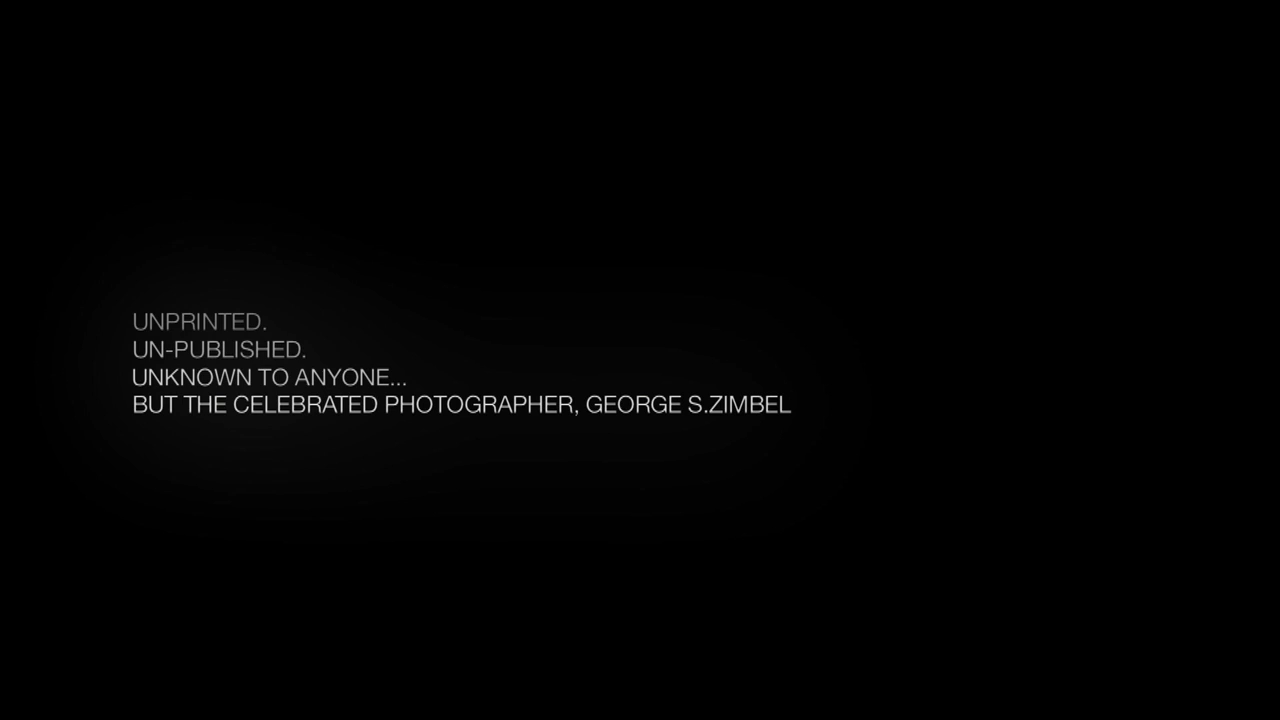 UNPRINTED.
UN-PUBLISHED.
UNKNOWN TO ANYONE...
BUT THE CELEBRATED PHOTOGRAPHER, GEORGE S.ZIMBEL